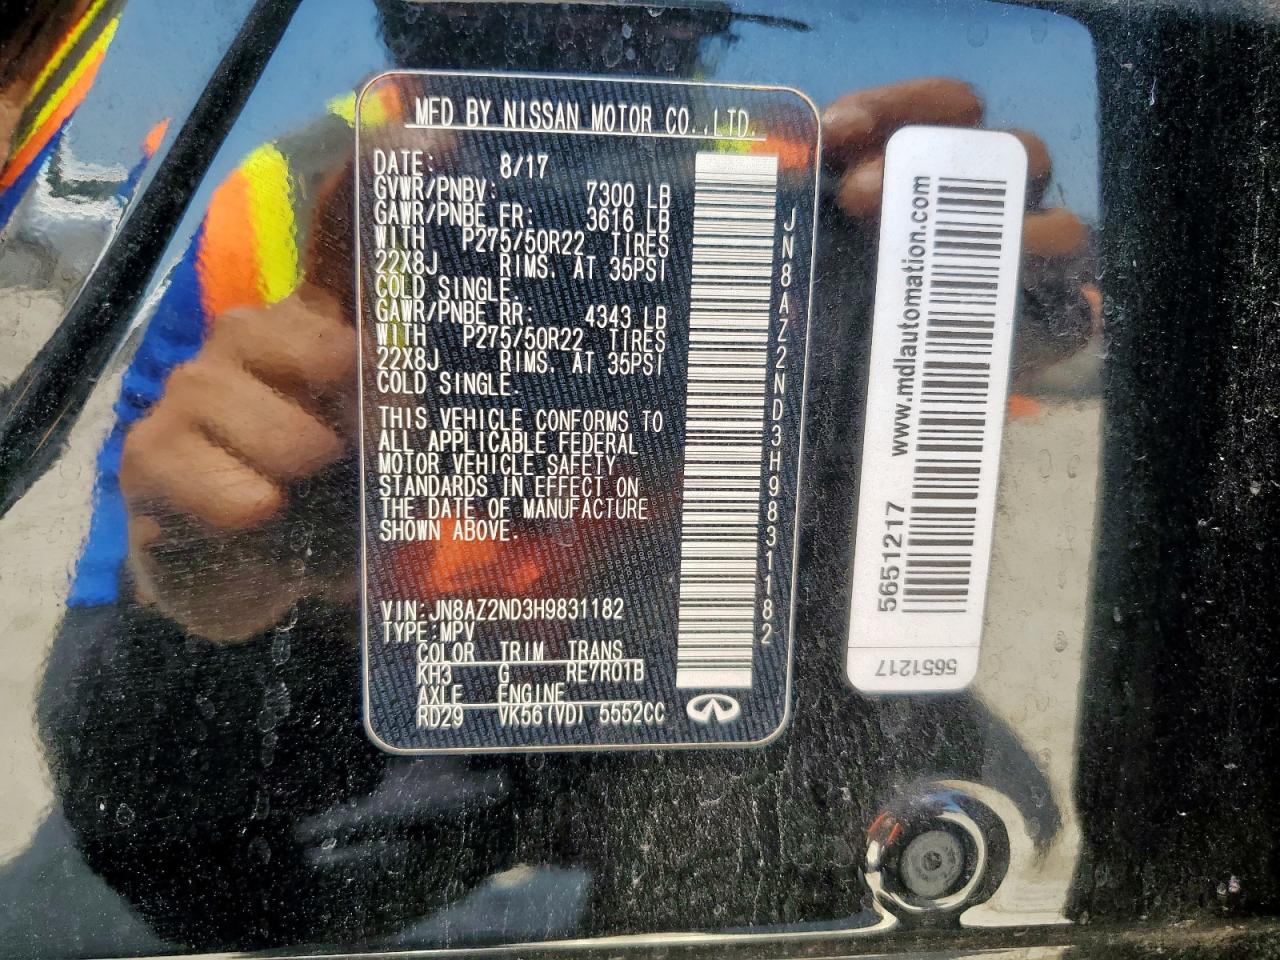 MFD BY NISSAN MOTOR CO.,LTD.
DATE: 8/17
GVWR/PNBV: 7300 LB
GAWR/PNBE FR: 3616 LB
WITH P275/50R22 TIRES
22X8J RIMS. AT 35PSI
COLD SINGLE.
GAWR/PNBE RR: 4343 LB
WITH P275/50R22 TIRES
22X8J RIMS. AT 35PSI
COLD SINGLE.
THIS VEHICLE CONFORMS TO
ALL APPLICABLE FEDERAL
MOTOR VEHICLE SAFETY
STANDARDS IN EFFECT ON
THE DATE OF MANUFACTURE
SHOWN ABOVE.
VIN:JN8AZ2ND3H9831182
TYPE:MPV
COLOR TRIM TRANS
KH3 G RE7R01B
AXLE ENGINE
RD29 VK56(VD) 5552CC
JN8AZ2ND3H9831182
5651217 www.mdlautomation.com
5651217